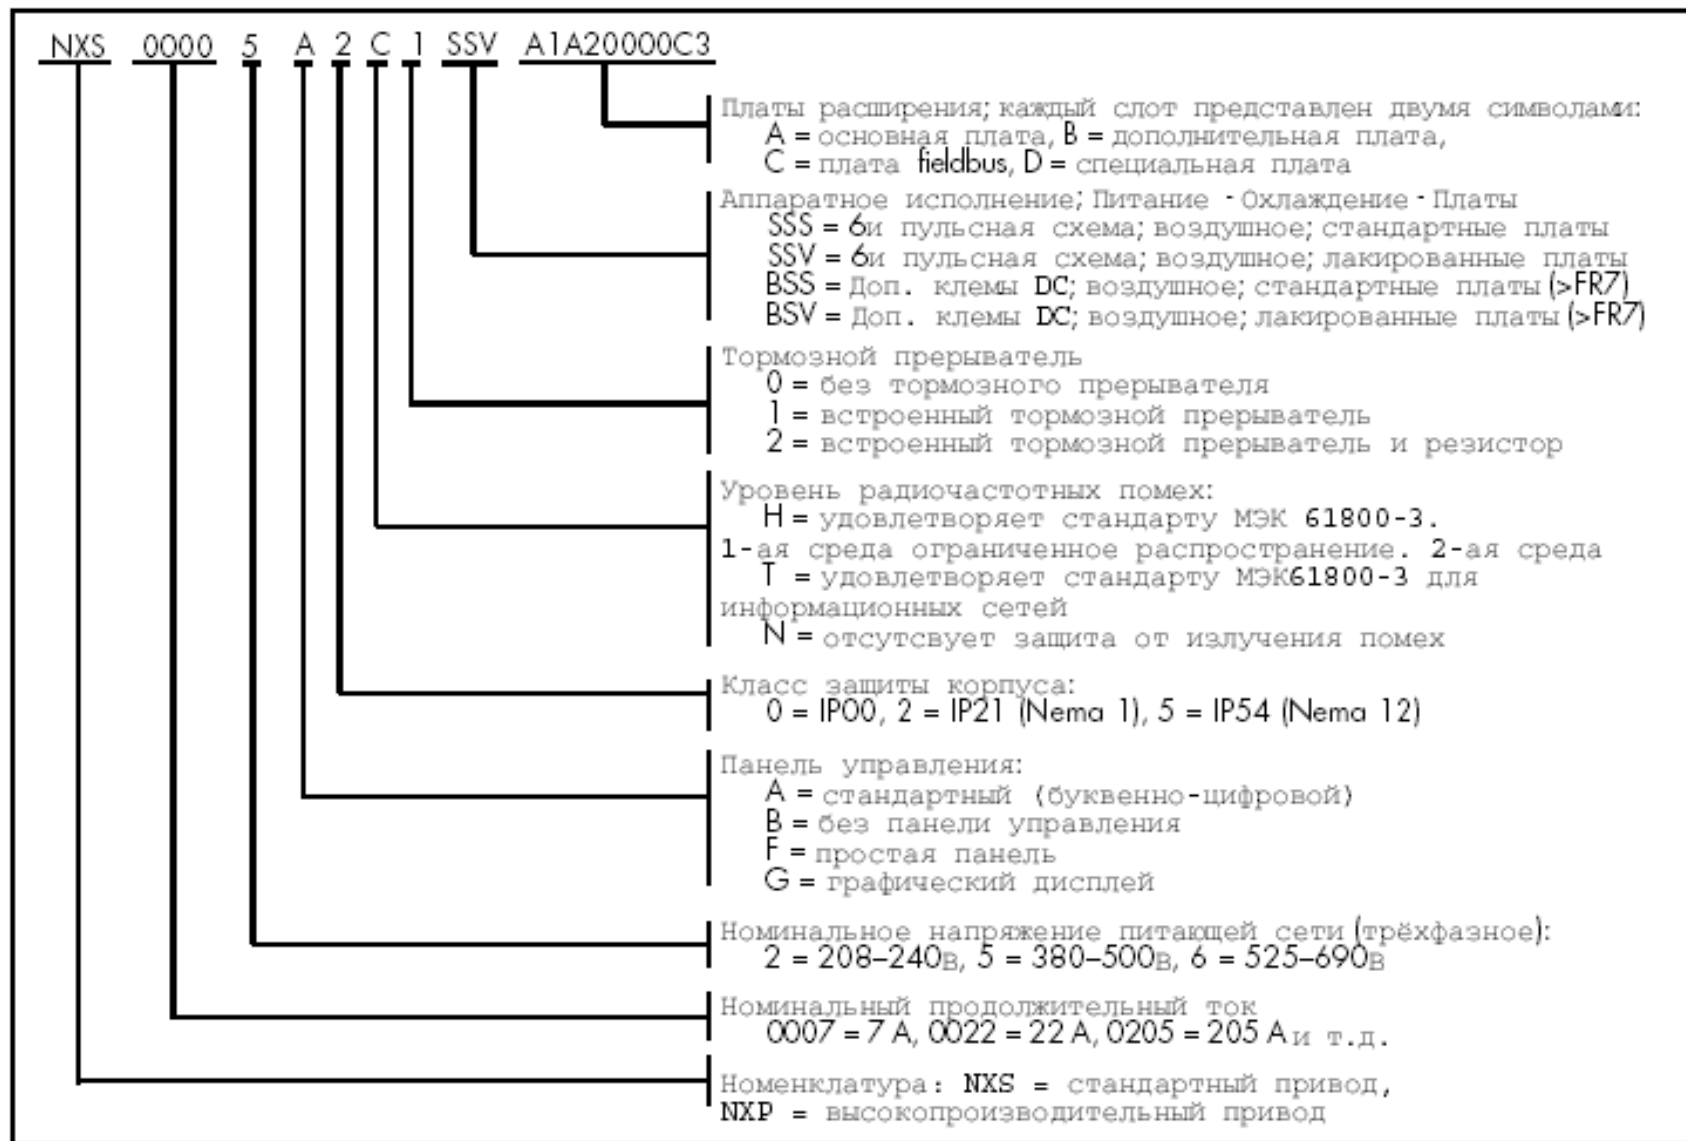 NXS 0000 5 A 2 C 1 SSV A1A20000C3
Платы расширения; каждый слот представлен двумя символами:
A = основная плата, B = дополнительная плата,
C = плата fieldbus, D = специальная плата
Аппаратное исполнение; Питание - Охлаждение - Платы
SSS = 6и пульсная схема; воздушное; стандартные платы
SSV = 6и пульсная схема; воздушное; лакированные платы
BSS = Доп. клемы DC; воздушное; стандартные платы (>FR7)
BSV = Доп. клемы DC; воздушное; лакированные платы (>FR7)
Тормозной прерыватель
0 = без тормозного прерывателя
1 = встроенный тормозной прерыватель
2 = встроенный тормозной прерыватель и резистор
Уровень радиочастотных помех:
H = удовлетворяет стандарту МЭК 61800-3.
1-ая среда ограниченное распространение. 2-ая среда
T = удовлетворяет стандарту МЭК61800-3 для
информационных сетей
N = отсутсвует защита от излучения помех
Класс защиты корпуса:
0 = IP00, 2 = IP21 (Nema 1), 5 = IP54 (Nema 12)
Панель управления:
A = стандартный (буквенно-цифровой)
B = без панели управления
F = простая панель
G = графический дисплей
Номинальное напряжение питающей сети (трёхфазное):
2 = 208–240В, 5 = 380–500В, 6 = 525–690В
Номинальный продолжительный ток
0007 = 7 A, 0022 = 22 A, 0205 = 205 A и т.д.
Номенклатура: NXS = стандартный привод,
NXP = высокопроизводительный привод